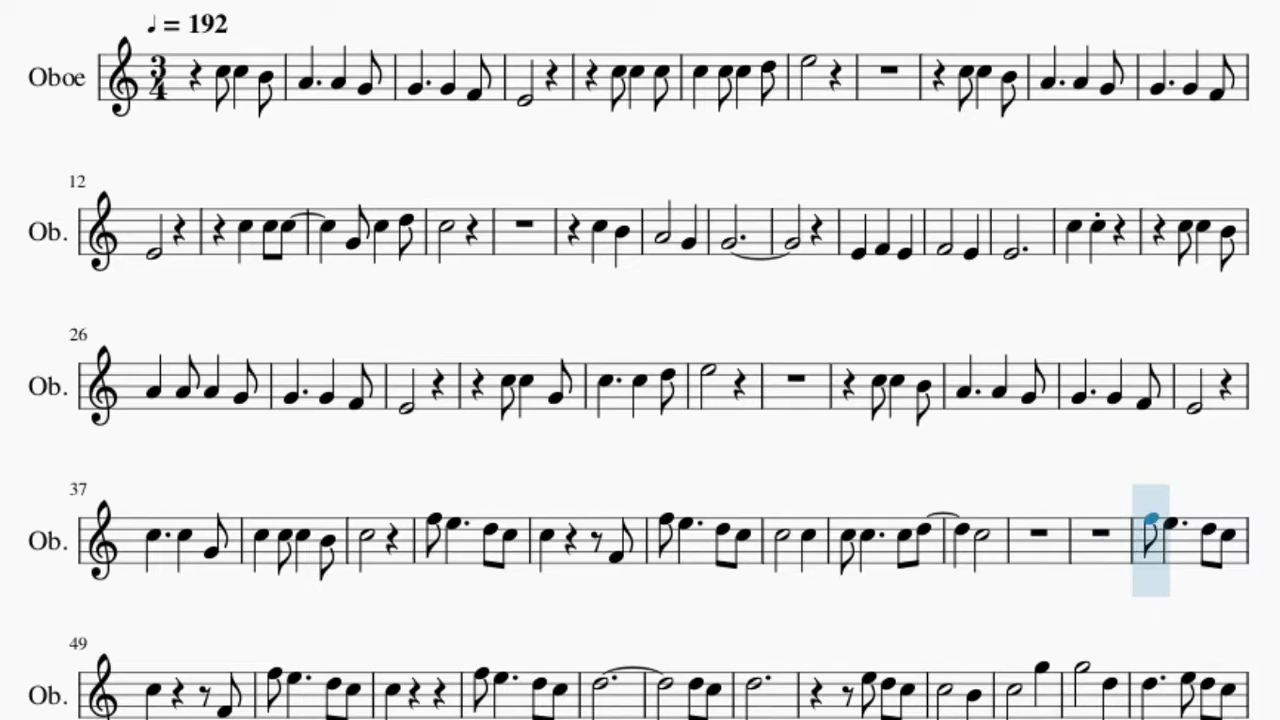 ♩ = 192
Oboe 3/4
12
Ob.
26
Ob.
37
Ob.
49
Ob.